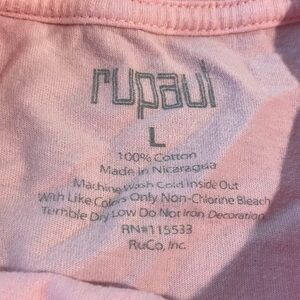 rupaul
L
100% Cotton
Made in Nicaragua
Machine Wash Cold Inside Out
With Like Colors Only Non-Chlorine Bleach
Tumble Dry Low Do Not Iron Decoration
RN#115533
RuCo, Inc.